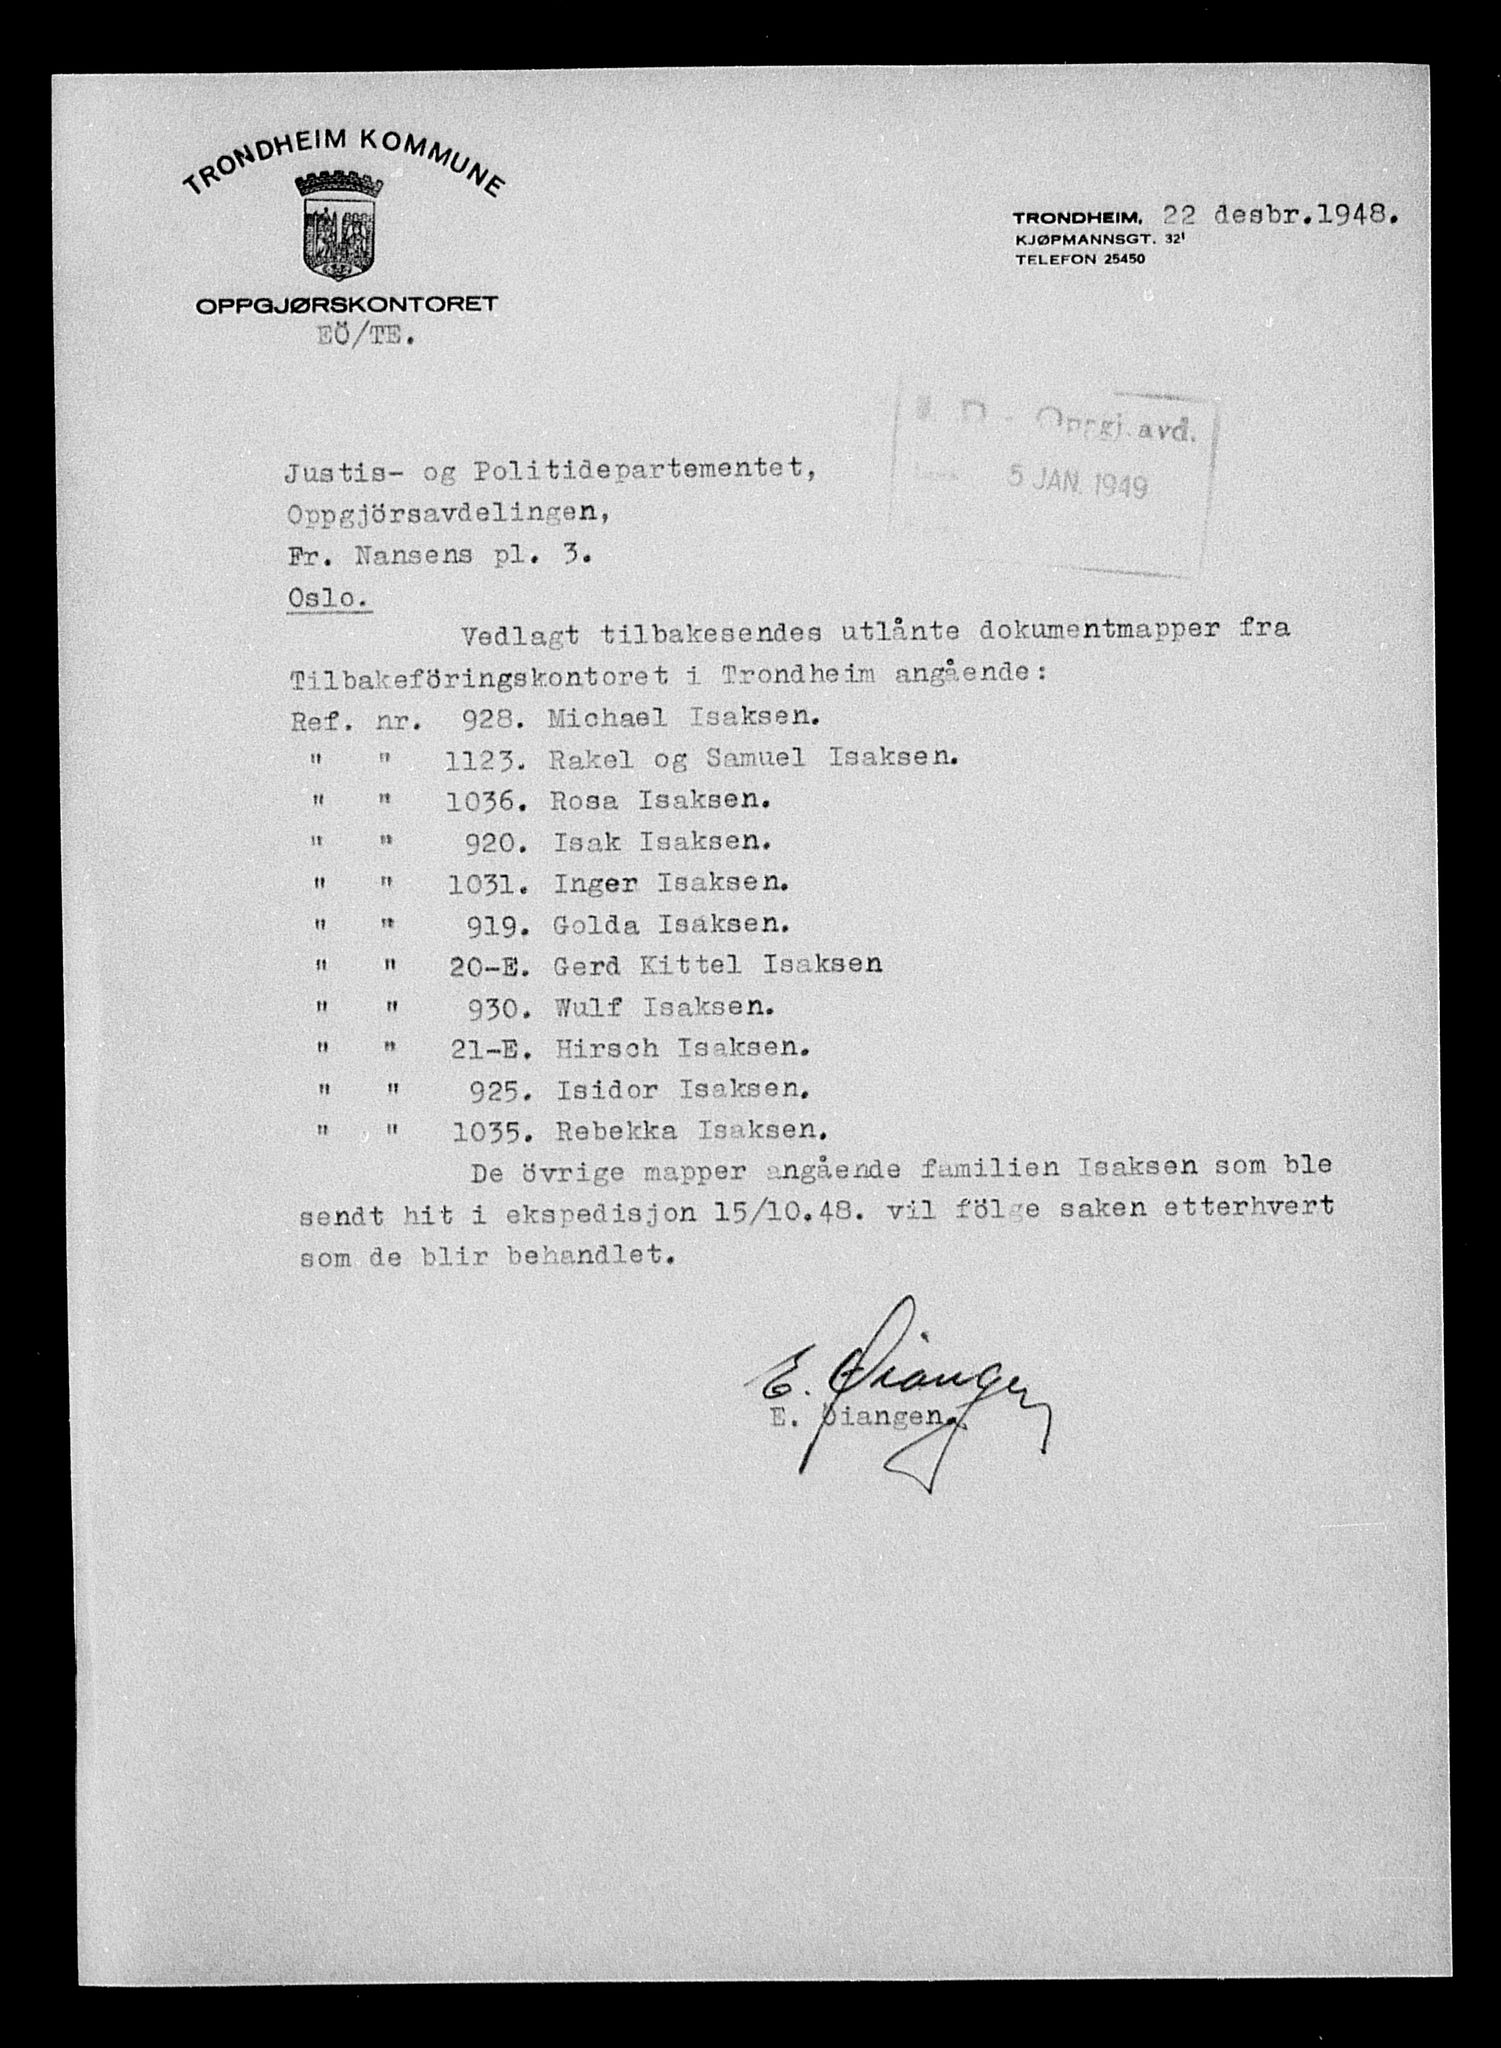 TRONDHEIM KOMMUNE
OPPGJØRSKONTORET
EÖ/TE.
TRONDHEIM, 22 desbr.1948.
KJØPMANNSGT. 32¹
TELEFON 25450
Oppgj. avd.
5 JAN. 1949
Justis- og Politidepartementet,
Oppgjörsavdelingen,
Fr. Nansens pl. 3.
Oslo.
Vedlagt tilbakesendes utlånte dokumentmapper fra
Tilbakeföringskontoret i Trondheim angående:
Ref. nr. 928. Michael Isaksen.
" " 1123. Rakel og Samuel Isaksen.
" " 1036. Rosa Isaksen.
" " 920. Isak Isaksen.
" " 1031. Inger Isaksen.
" " 919. Golda Isaksen.
" " 20-E. Gerd Kittel Isaksen
" " 930. Wulf Isaksen.
" " 21-E. Hirsch Isaksen.
" " 925. Isidor Isaksen.
" " 1035. Rebekka Isaksen.
De övrige mapper angående familien Isaksen som ble
sendt hit i ekspedisjon 15/10.48. vil fölge saken etterhvert
som de blir behandlet.
E. Øiangen
E. Öiangen.